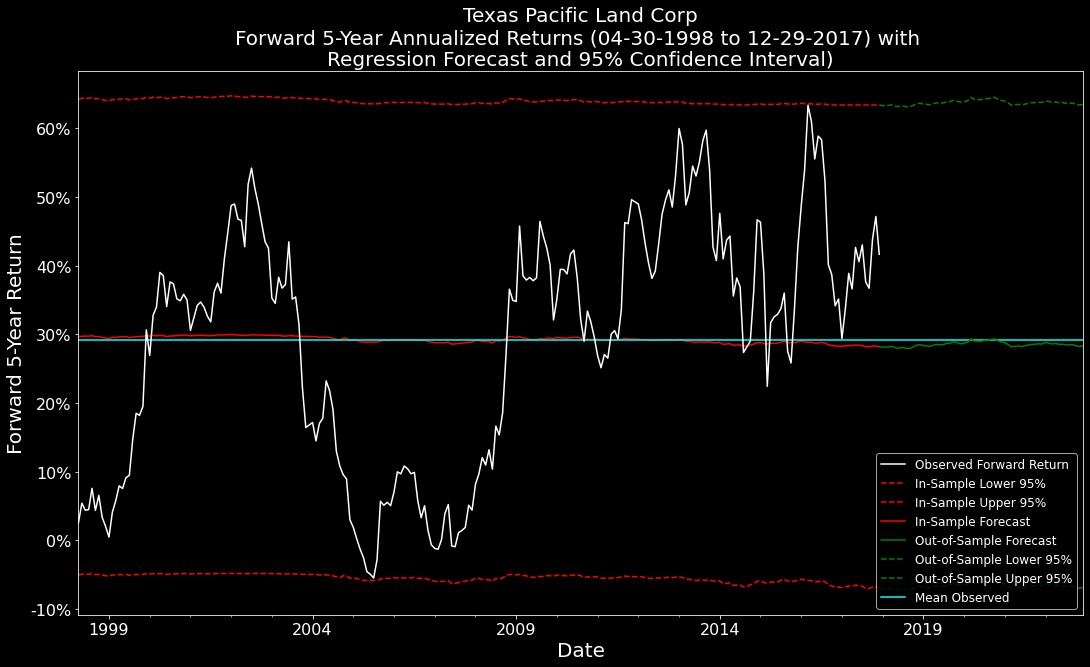 Texas Pacific Land Corp
Forward 5-Year Annualized Returns (04-30-1998 to 12-29-2017) with
Regression Forecast and 95% Confidence Interval)
Forward 5-Year Return
60%
50%
40%
30%
20%
10%
0%
-10%
Observed Forward Return
In-Sample Lower 95%
In-Sample Upper 95%
In-Sample Forecast
Out-of-Sample Forecast
Out-of-Sample Lower 95%
Out-of-Sample Upper 95%
Mean Observed
1999
2004
2009
2014
2019
Date